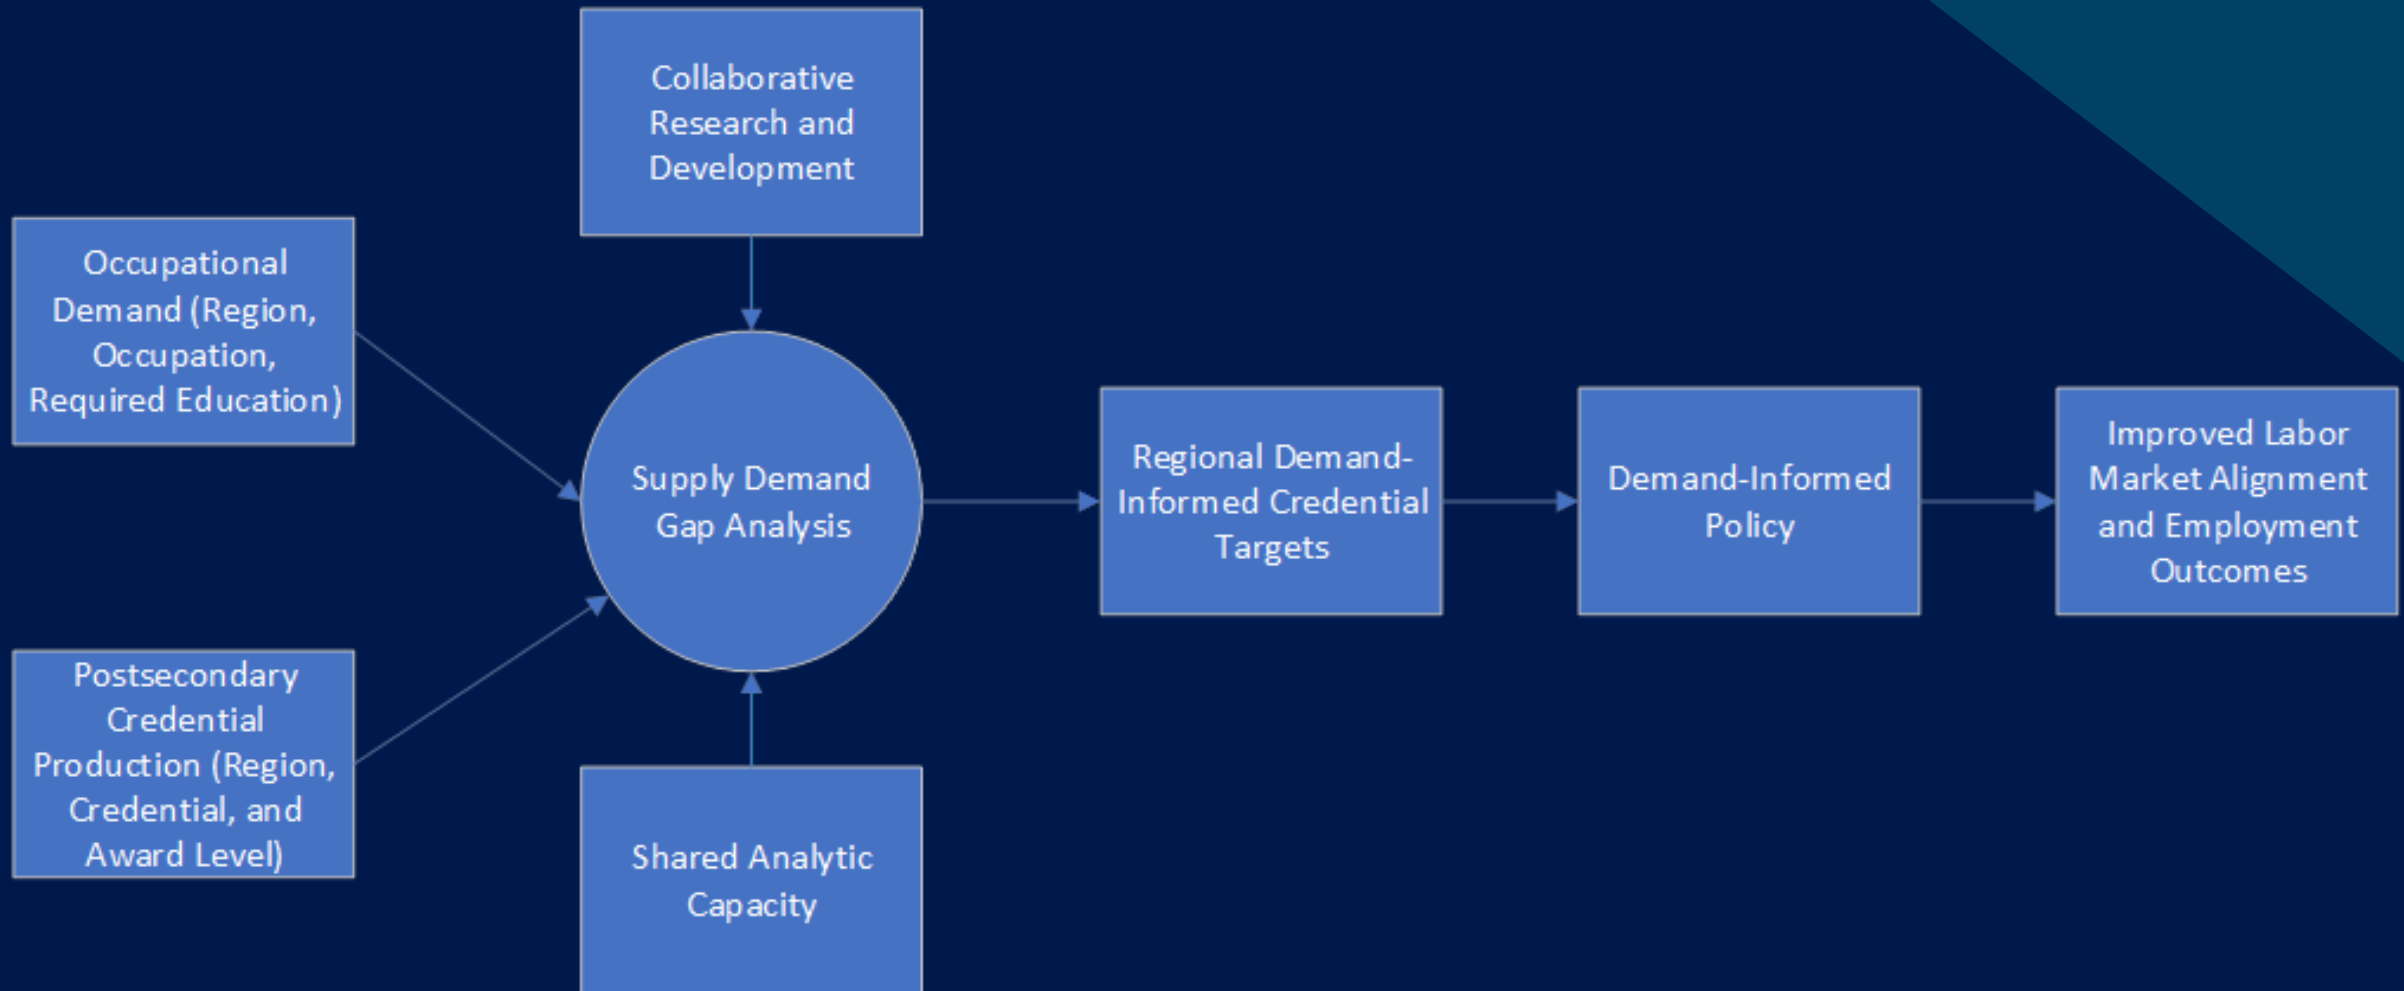 Collaborative
Research and
Development
Occupational
Demand (Region,
Occupation,
Required Education)
Supply Demand
Gap Analysis
Regional Demand-
Informed Credential
Targets
Demand-Informed
Policy
Improved Labor
Market Alignment
and Employment
Outcomes
Postsecondary
Credential
Production (Region,
Credential, and
Award Level)
Shared Analytic
Capacity